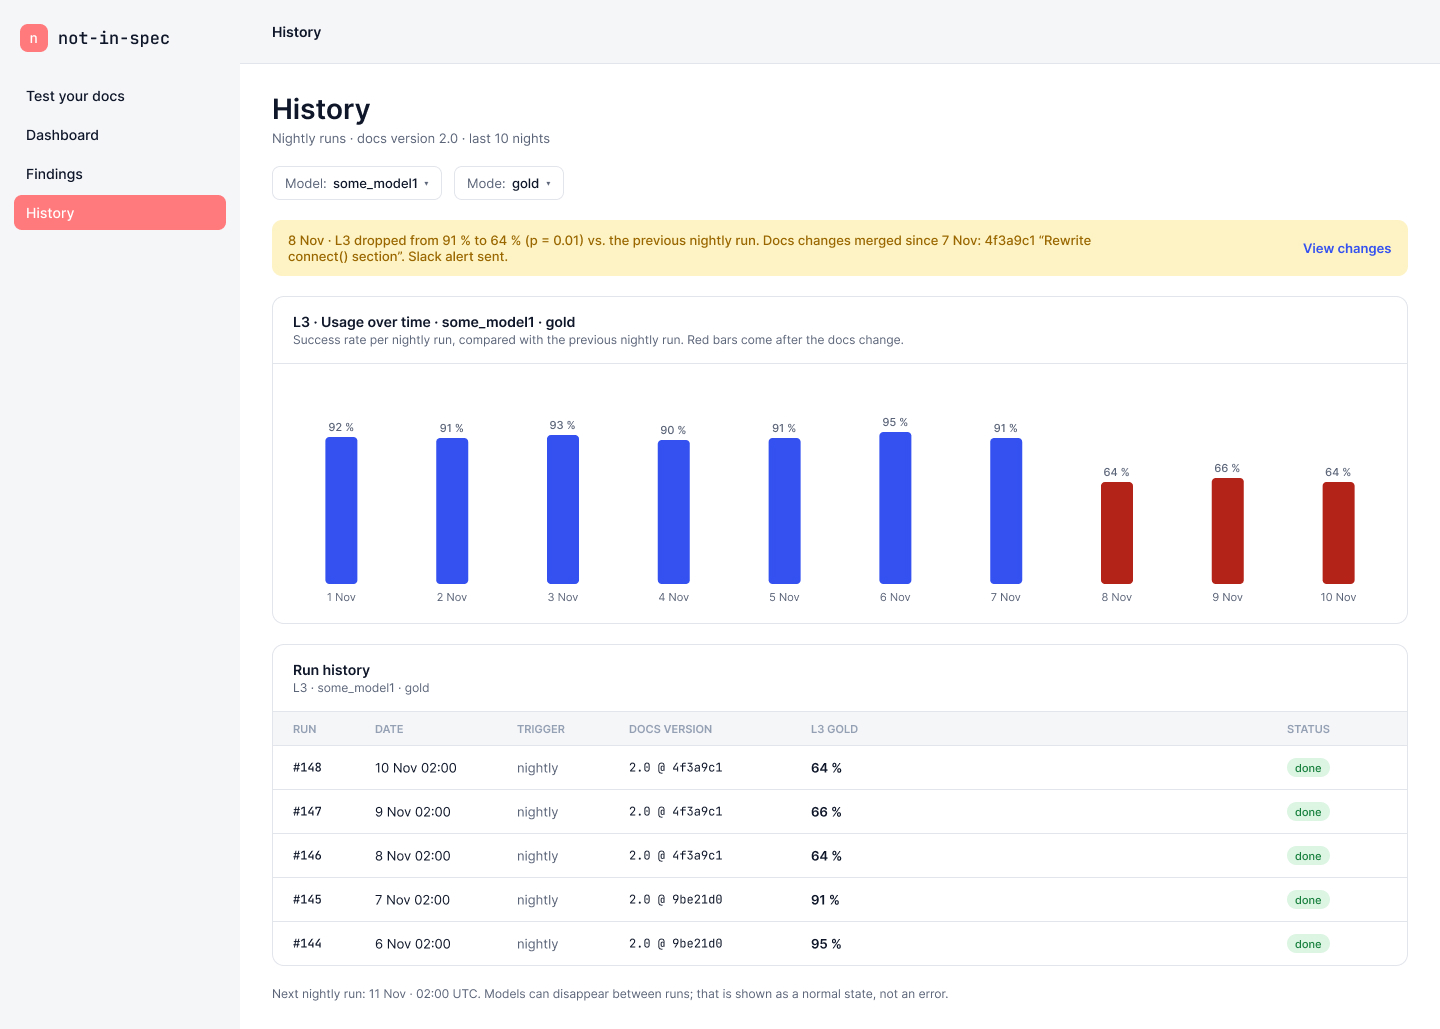 n not-in-spec
Test your docs
Dashboard
Findings
History
History
History
Nightly runs · docs version 2.0 · last 10 nights
Model: some_model1 ▾ Mode: gold ▾
8 Nov · L3 dropped from 91 % to 64 % (p = 0.01) vs. the previous nightly run. Docs changes merged since 7 Nov: 4f3a9c1 “Rewrite
connect() section”. Slack alert sent.
View changes
L3 · Usage over time · some_model1 · gold
Success rate per nightly run, compared with the previous nightly run. Red bars come after the docs change.
92 % 91 % 93 % 90 % 91 % 95 % 91 % 64 % 66 % 64 %
1 Nov 2 Nov 3 Nov 4 Nov 5 Nov 6 Nov 7 Nov 8 Nov 9 Nov 10 Nov
Run history
L3 · some_model1 · gold
RUN DATE TRIGGER DOCS VERSION L3 GOLD STATUS
#148 10 Nov 02:00 nightly 2.0 @ 4f3a9c1 64 % done
#147 9 Nov 02:00 nightly 2.0 @ 4f3a9c1 66 % done
#146 8 Nov 02:00 nightly 2.0 @ 4f3a9c1 64 % done
#145 7 Nov 02:00 nightly 2.0 @ 9be21d0 91 % done
#144 6 Nov 02:00 nightly 2.0 @ 9be21d0 95 % done
Next nightly run: 11 Nov · 02:00 UTC. Models can disappear between runs; that is shown as a normal state, not an error.